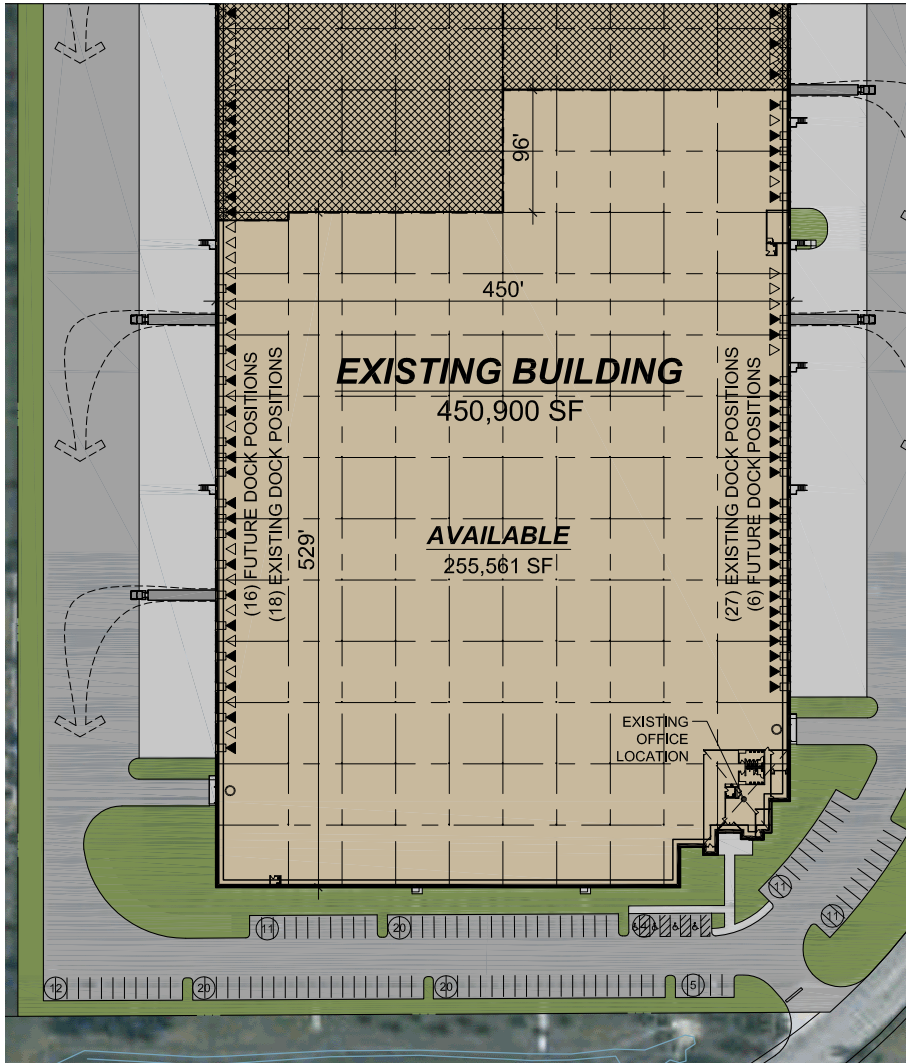 96'
450'
EXISTING BUILDING
450,900 SF
(16) FUTURE DOCK POSITIONS
(18) EXISTING DOCK POSITIONS
529'
AVAILABLE
255,561 SF
(27) EXISTING DOCK POSITIONS
(6) FUTURE DOCK POSITIONS
EXISTING
OFFICE
LOCATION
11
11
11
20
12
20
20
5